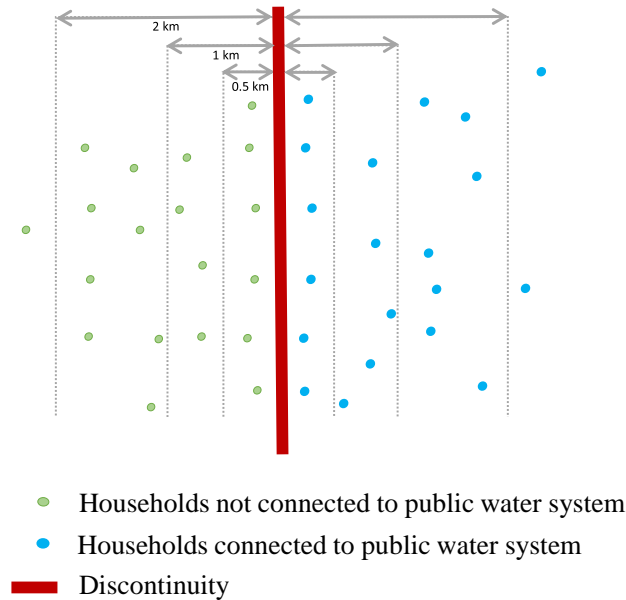 2 km
1 km
0.5 km
Households not connected to public water system
Households connected to public water system
Discontinuity